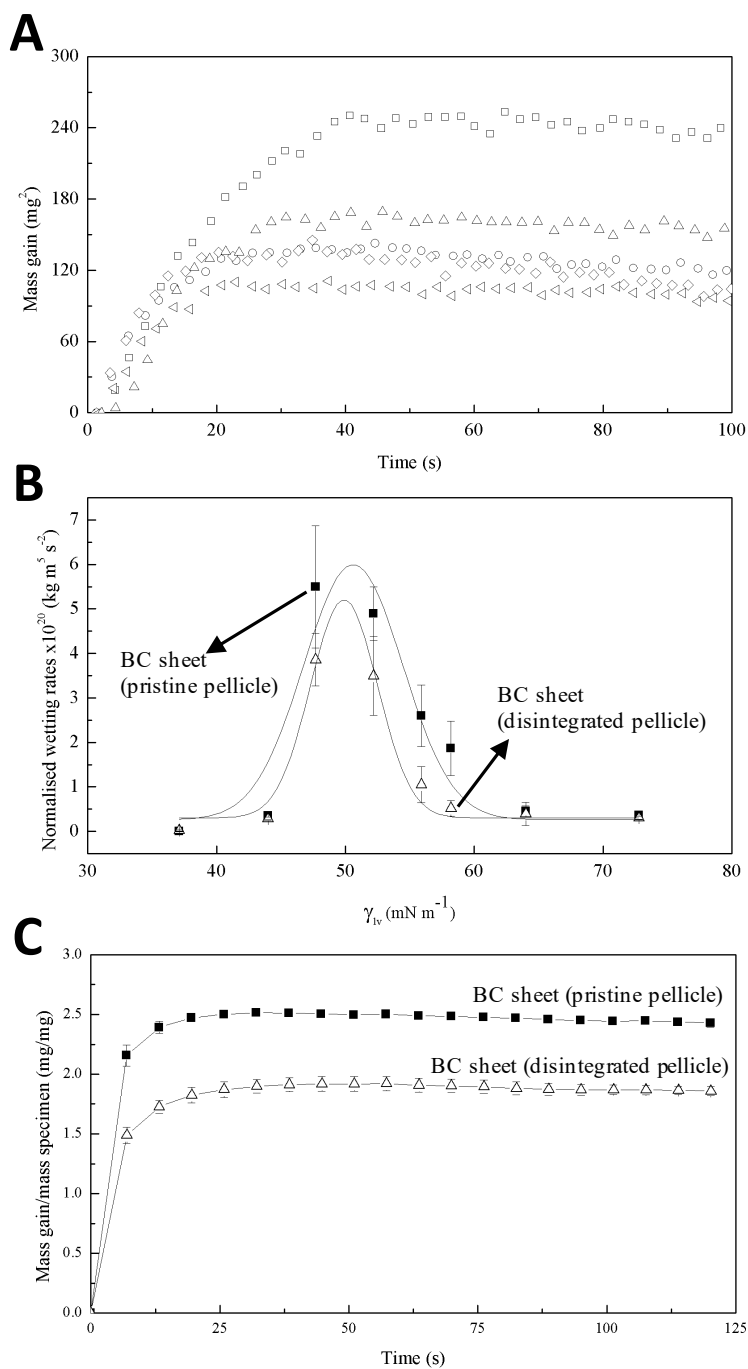 A
300
240
180
120
60
0
Mass gain (mg²)
0 20 40 60 80 100
Time (s)
B
7
6
5
4
3
2
1
0
Normalised wetting rates x10²⁰ (kg m⁵ s⁻²)
BC sheet
(pristine pellicle)
BC sheet
(disintegrated pellicle)
30 40 50 60 70 80
γlv (mN m⁻¹)
C
3.0
2.5
2.0
1.5
1.0
0.5
0.0
Mass gain/mass specimen (mg/mg)
BC sheet (pristine pellicle)
BC sheet (disintegrated pellicle)
0 25 50 75 100 125
Time (s)